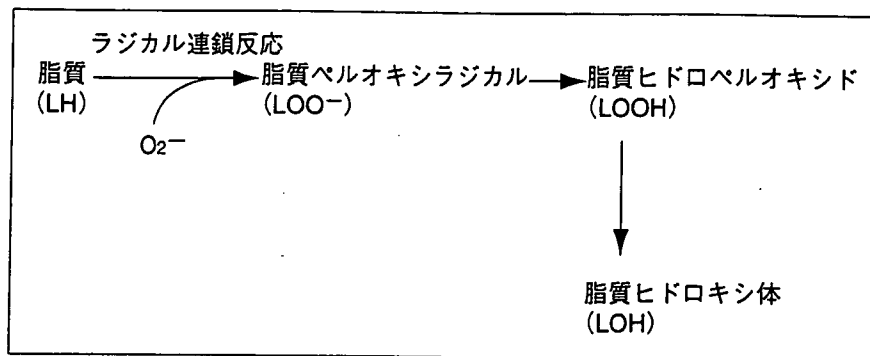 ラジカル連鎖反応
脂質
(LH)
O2−
脂質ペルオキシラジカル
(LOO−)
脂質ヒドロペルオキシド
(LOOH)
脂質ヒドロキシ体
(LOH)